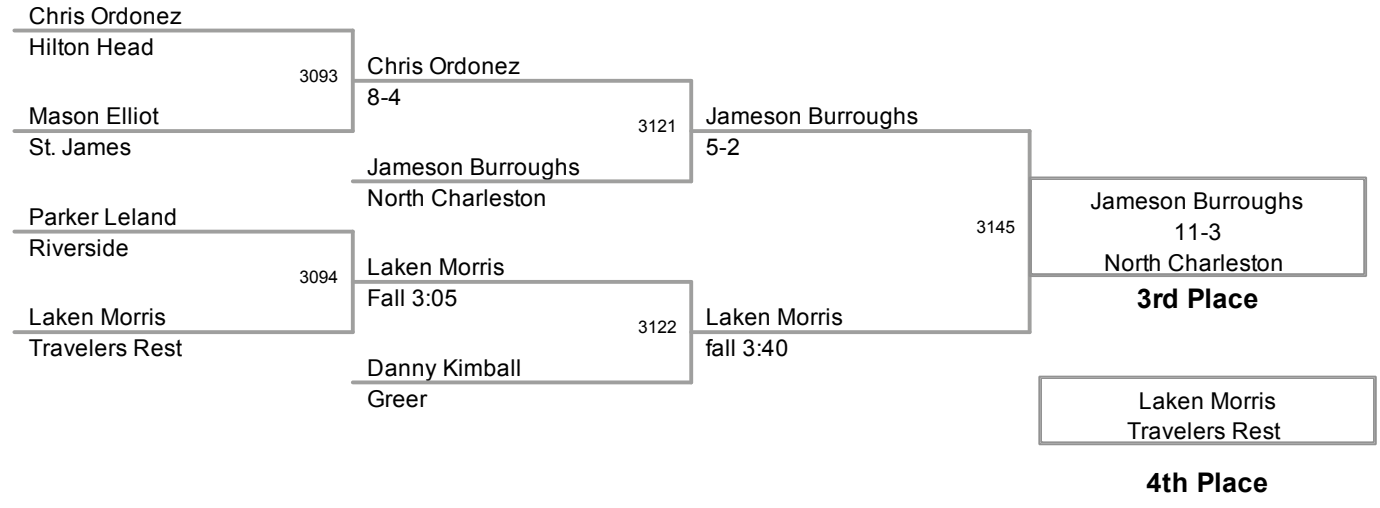 Chris Ordonez
Hilton Head
3093
Mason Elliot
St. James
Parker Leland
Riverside
3094
Laken Morris
Travelers Rest
Chris Ordonez
8-4
3121
Jameson Burroughs
North Charleston
Laken Morris
Fall 3:05
3122
Danny Kimball
Greer
Jameson Burroughs
5-2
3145
Laken Morris
fall 3:40
Jameson Burroughs
11-3
North Charleston
3rd Place
Laken Morris
Travelers Rest
4th Place